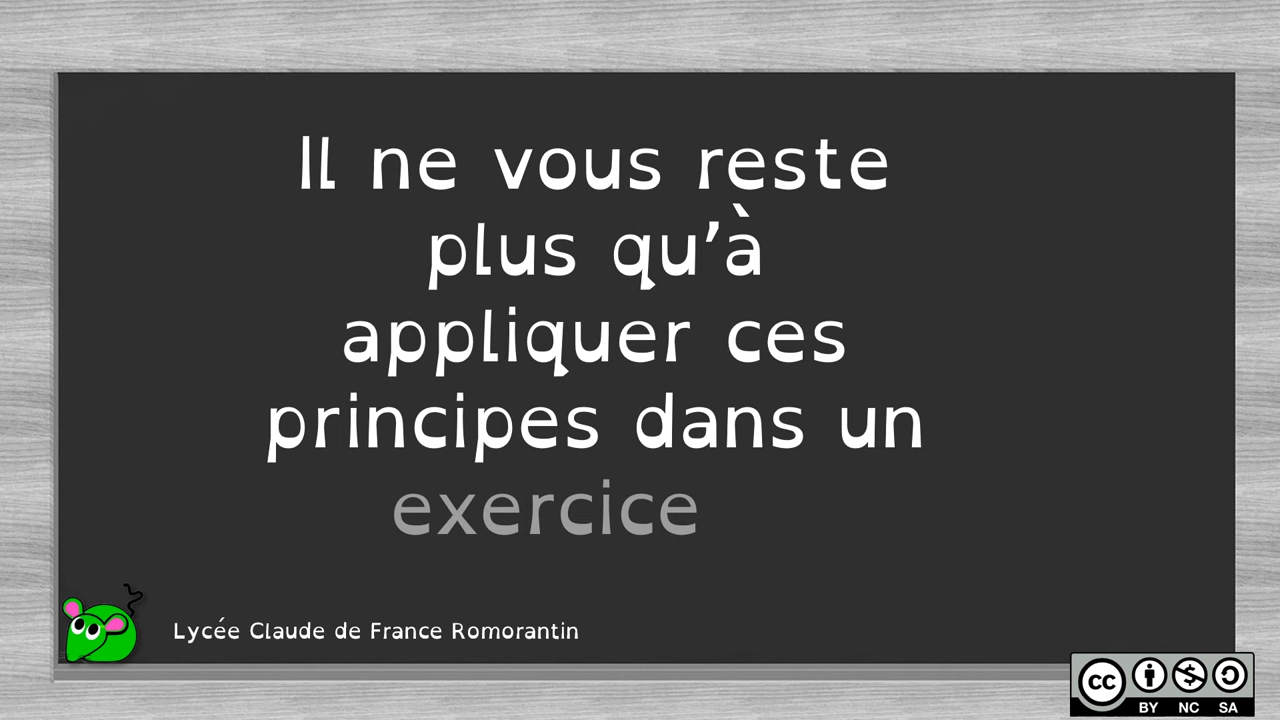 Il ne vous reste
plus qu’à
appliquer ces
principes dans un
exercice
Lycée Claude de France Romorantin
cc
BY NC SA